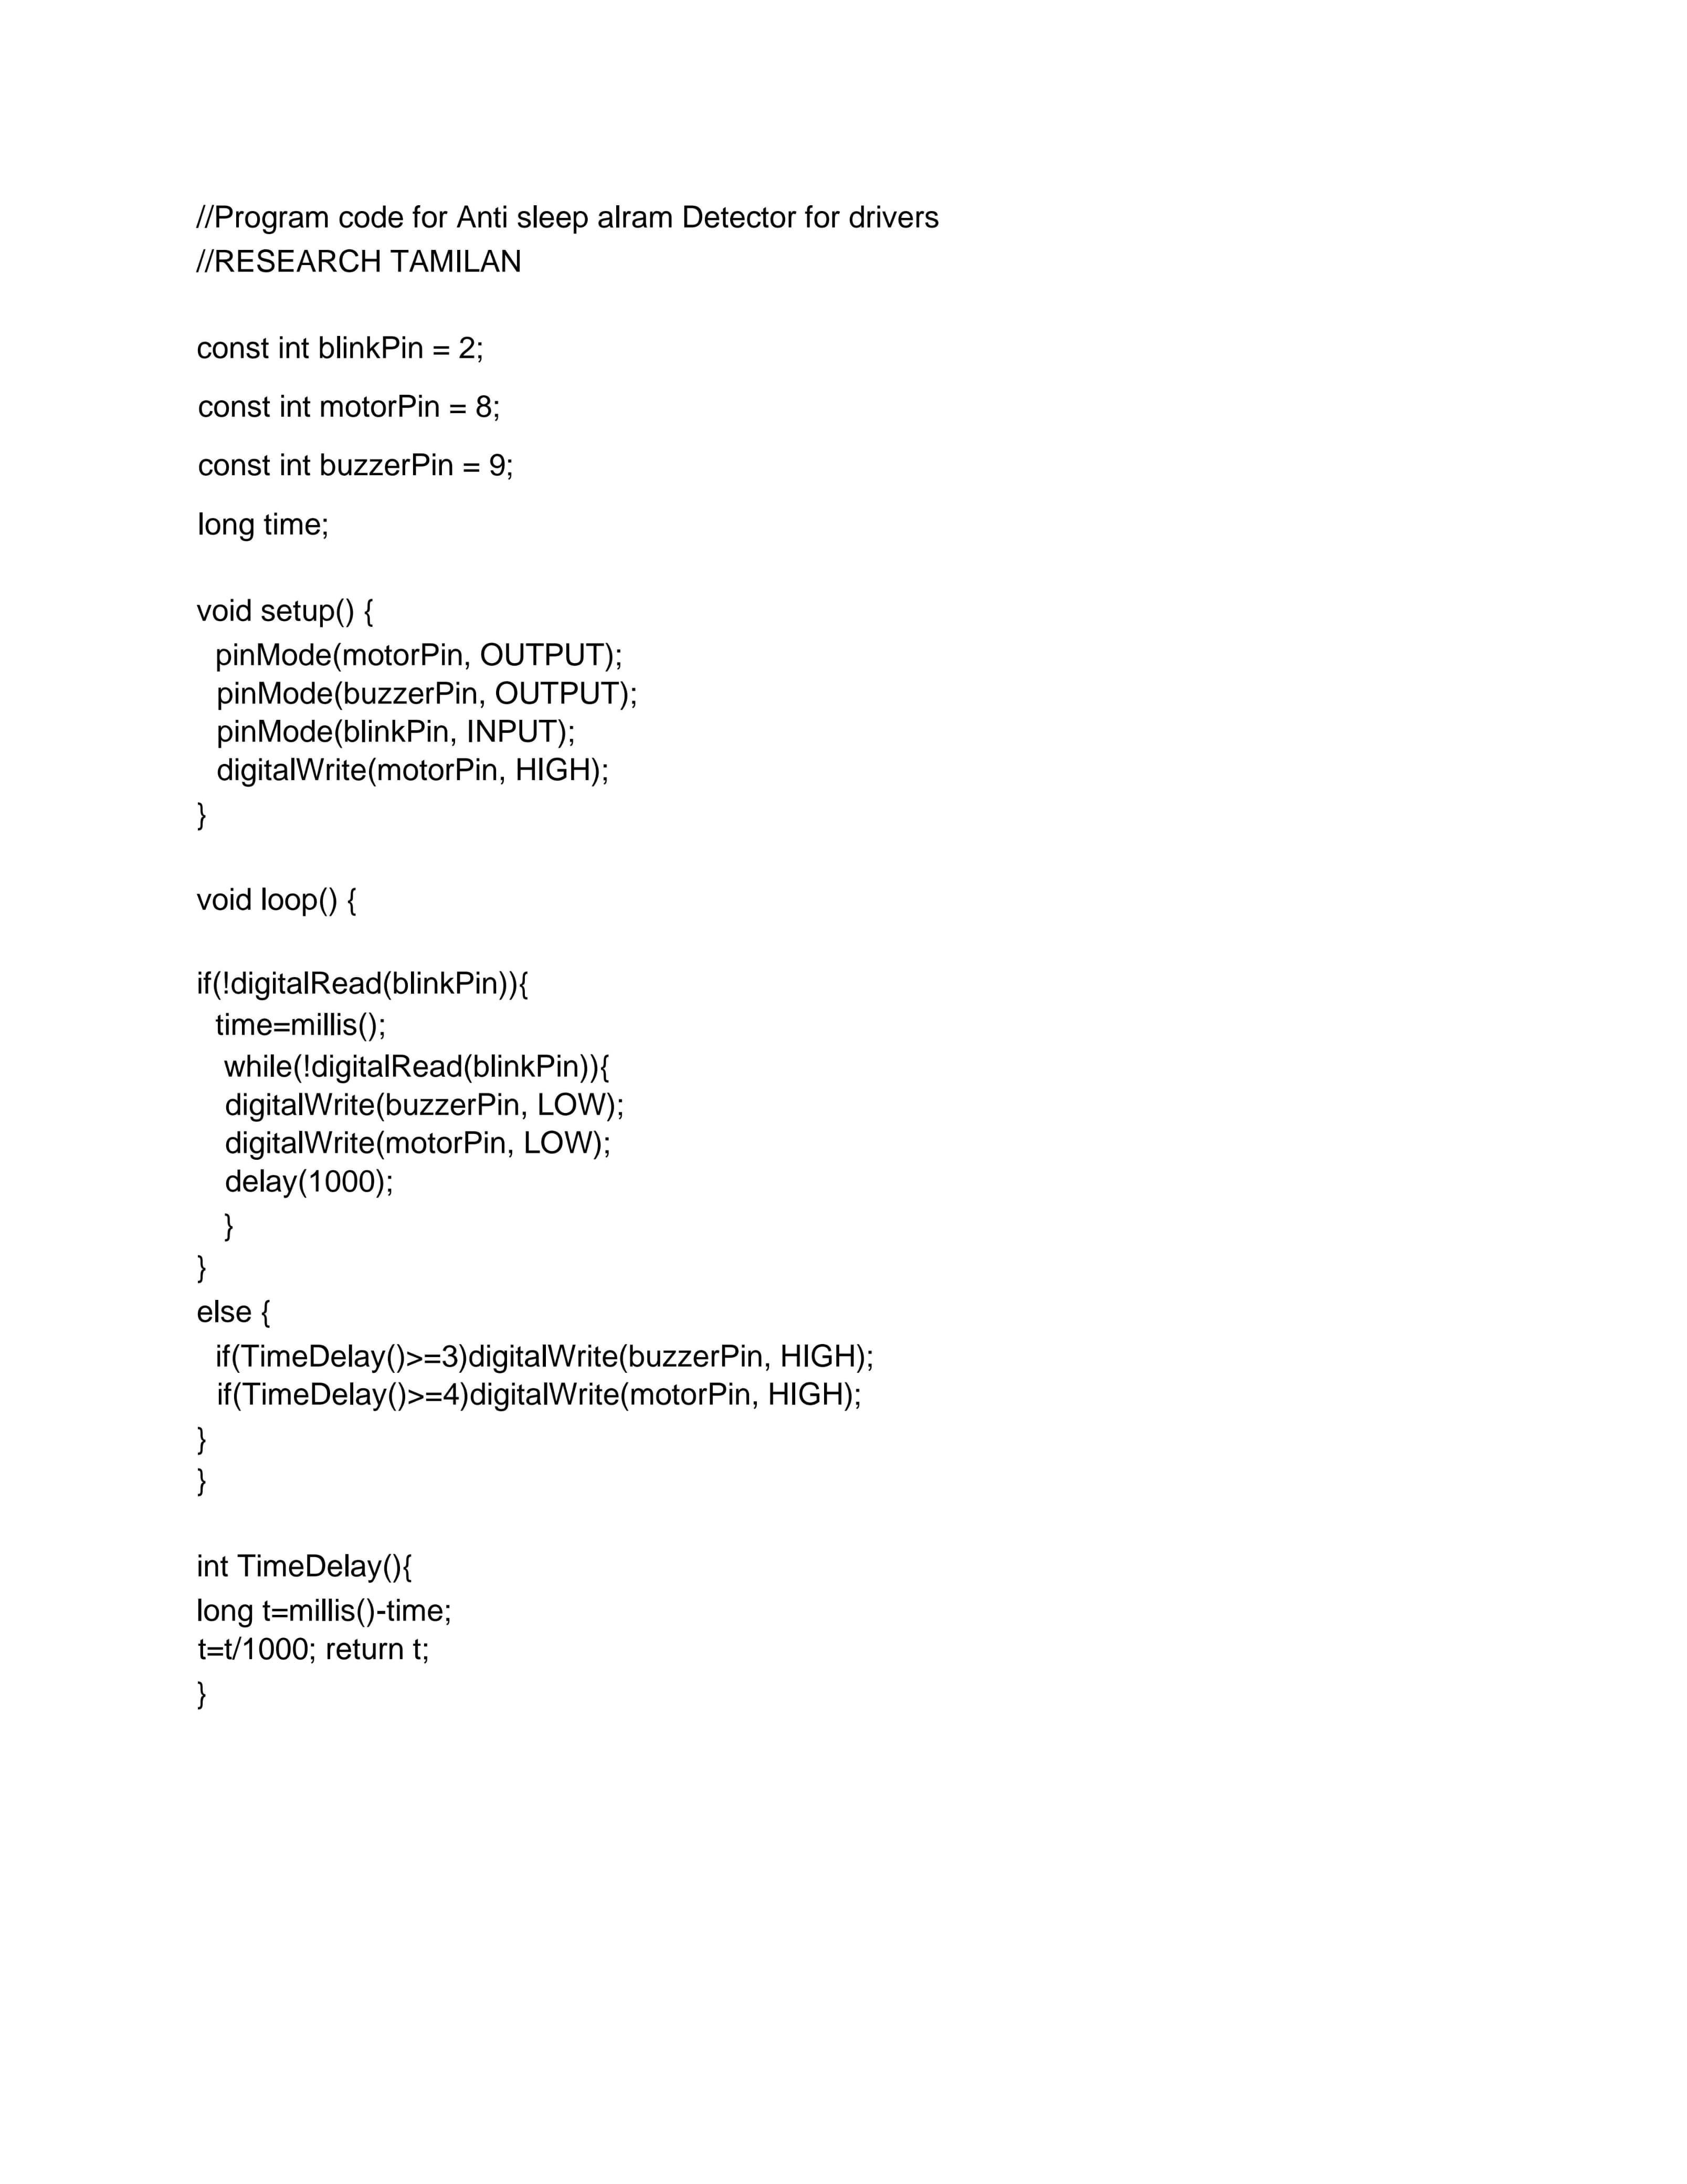 //Program code for Anti sleep alram Detector for drivers
//RESEARCH TAMILAN
const int blinkPin = 2;
const int motorPin = 8;
const int buzzerPin = 9;
long time;
void setup() {
pinMode(motorPin, OUTPUT);
pinMode(buzzerPin, OUTPUT);
pinMode(blinkPin, INPUT);
digitalWrite(motorPin, HIGH);
}
void loop() {
if(!digitalRead(blinkPin)){
time=millis();
while(!digitalRead(blinkPin)){
digitalWrite(buzzerPin, LOW);
digitalWrite(motorPin, LOW);
delay(1000);
}
}
else {
if(TimeDelay()>=3)digitalWrite(buzzerPin, HIGH);
if(TimeDelay()>=4)digitalWrite(motorPin, HIGH);
}
}
int TimeDelay(){
long t=millis()-time;
t=t/1000; return t;
}